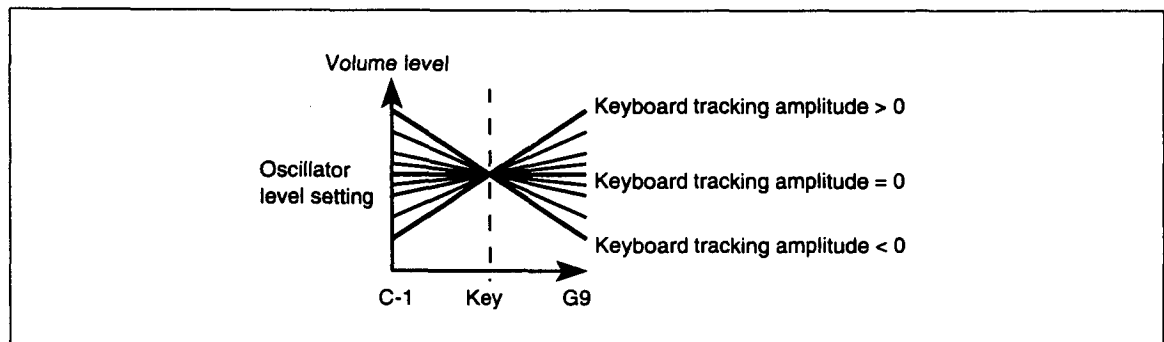 Volume level
Keyboard tracking amplitude > 0
Oscillator
level setting
Keyboard tracking amplitude = 0
Keyboard tracking amplitude < 0
C-1 Key G9